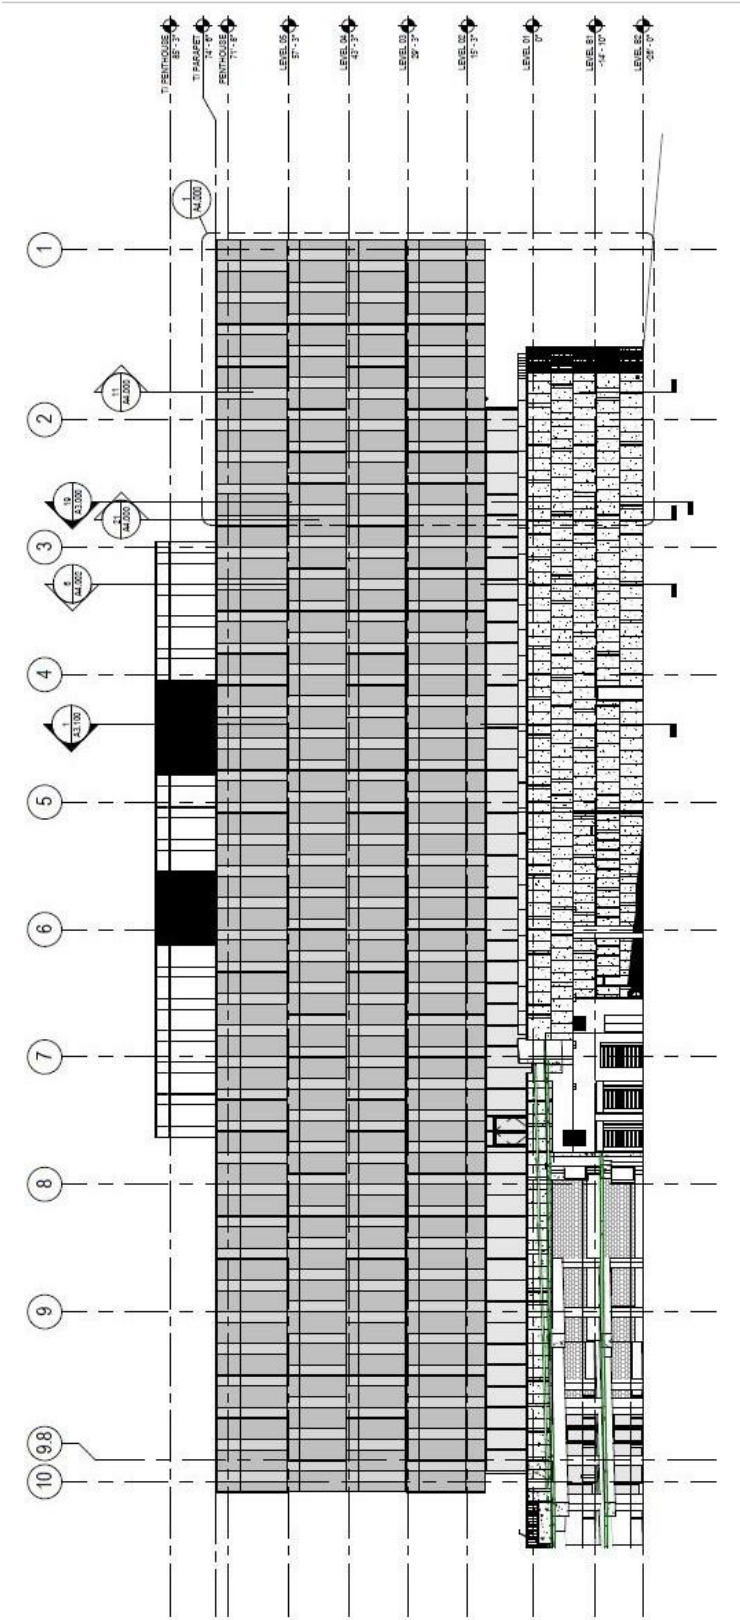 T/ PENTHOUSE
85' - 3"
T/ PARAPET
74' - 6"
PENTHOUSE
71' - 6"
LEVEL 05
57' - 3"
LEVEL 04
43' - 3"
LEVEL 03
29' - 3"
LEVEL 02
15' - 3"
LEVEL 01
0"
LEVEL B1
-14' - 10"
LEVEL B2
-26' - 0"
1
A4.000
1
11
A4.000
2
19
A3.000
21
A4.000
3
6
A4.002
4
1
A3.100
5
6
7
8
9
9.8
10